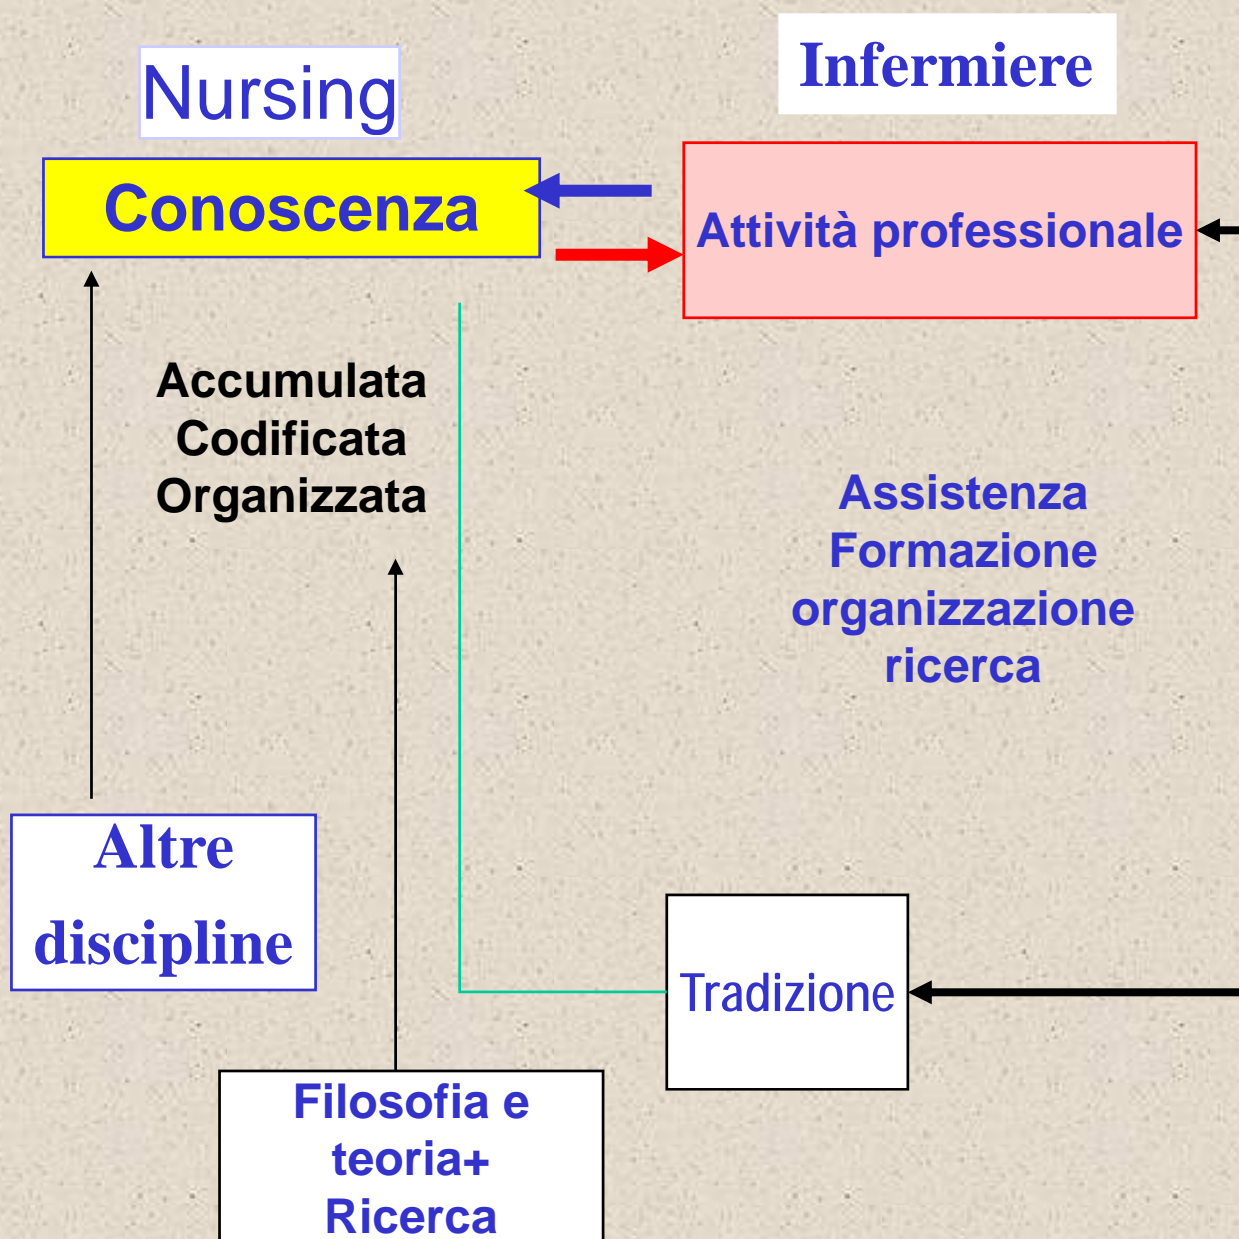 Nursing
Infermiere
Conoscenza
Attività professionale
Accumulata
Codificata
Organizzata
Assistenza
Formazione
organizzazione
ricerca
Altre
discipline
Tradizione
Filosofia e
teoria+
Ricerca